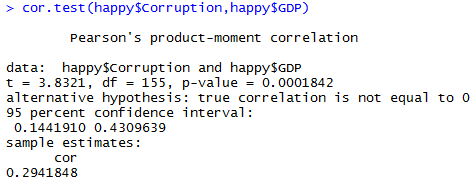 > cor.test(happy$Corruption,happy$GDP)
Pearson's product-moment correlation
data:  happy$Corruption and happy$GDP
t = 3.8321, df = 155, p-value = 0.0001842
alternative hypothesis: true correlation is not equal to 0
95 percent confidence interval:
 0.1441910 0.4309639
sample estimates:
      cor
0.2941848